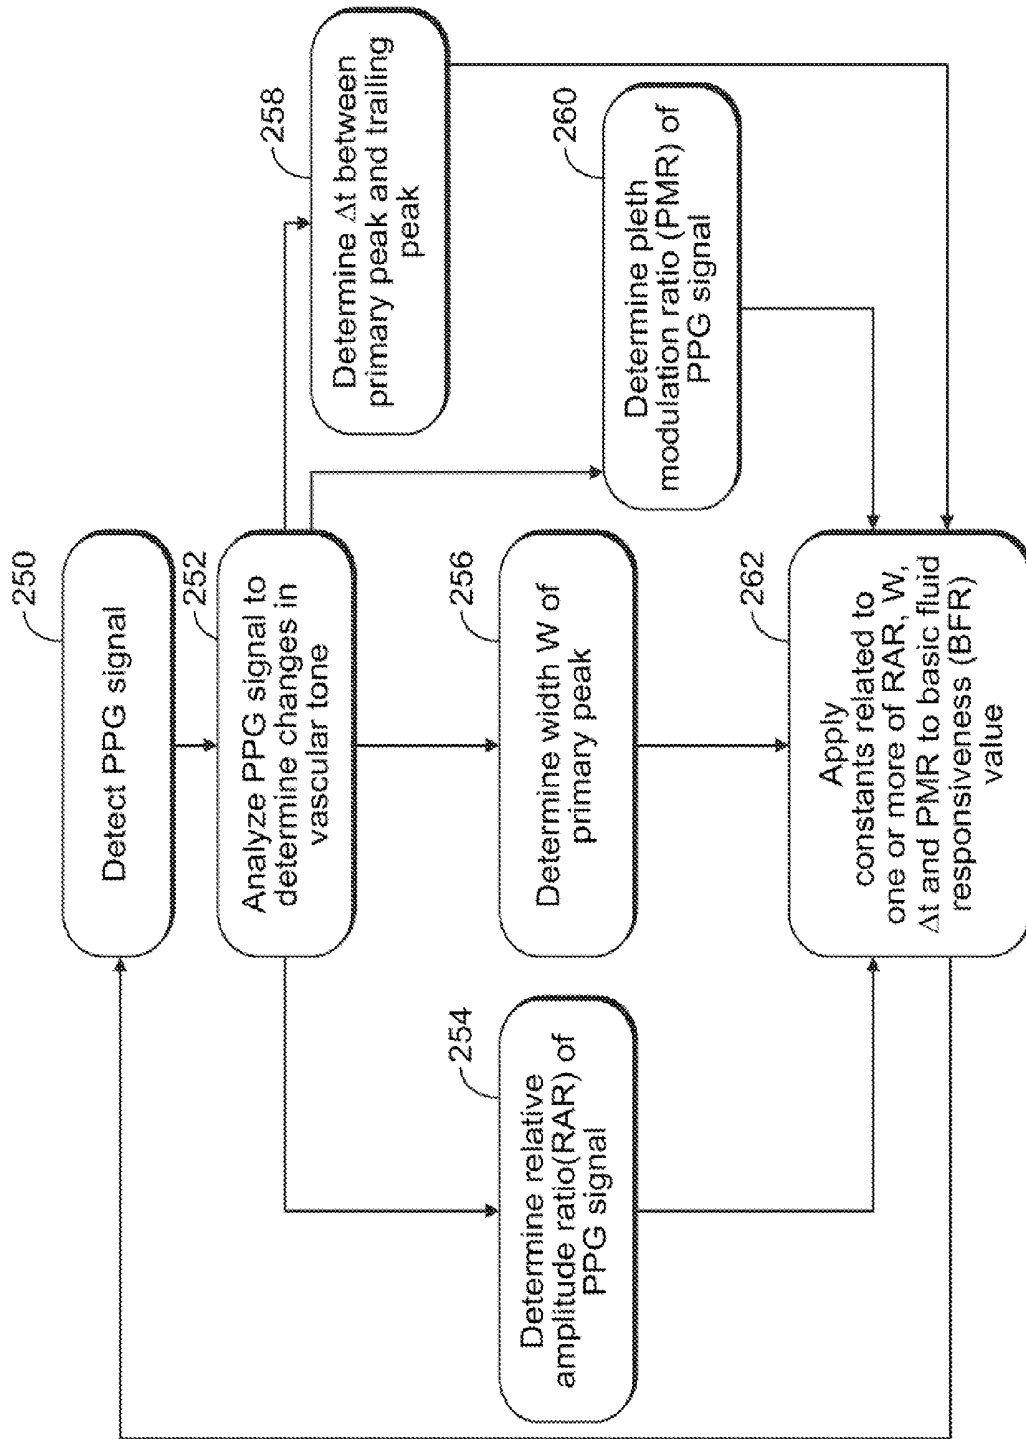 250
Detect PPG signal
252
Analyze PPG signal to
determine changes in
vascular tone
254
Determine relative
amplitude ratio(RAR) of
PPG signal
256
Determine width W of
primary peak
258
Determine Δt between
primary peak and trailing
peak
260
Determine pleth
modulation ratio (PMR) of
PPG signal
262
Apply
constants related to
one or more of RAR, W,
Δt and PMR to basic fluid
responsiveness (BFR)
value